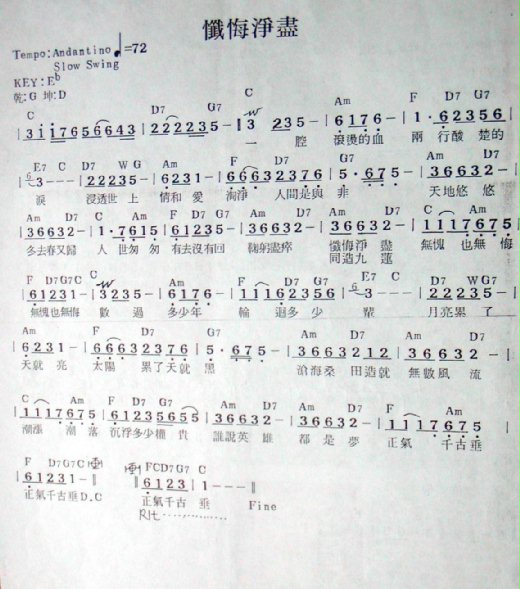 懺悔淨盡
Tempo:Andantino ♩=72
Slow Swing
KEY:E♭
乾:G 坤:D
C D7 G7 C Am F D7 G7
3 i i 7 6 5 6 6 4 3 | 2 2 2 2 3 5 - | 3 2 3 5 - | 6 1 7 6 - | 1 · 6 2 3 5 6 |
一 腔 滾燙的血 兩行酸 楚的
E7 C D7 W G Am F D7 G7 Am D7
3 - - - | 2 2 2 3 5 - | 6 2 3 1 - | 6 6 6 3 2 3 7 6 | 5 · 6 7 5 - | 3 6 6 3 2 - |
淚 浸透世上 情和愛 淘淨 人間是與 非 天地悠 悠
Am D7 C Am F D7 G7 Am D7 Am D7 C Am
| 3 6 6 3 2 - | 1 · 7 6 1 5 | 6 1 2 3 5 - | 3 6 6 3 2 - | 3 6 6 3 2 - | 1 1 1 7 6 7 5 |
多去春又歸 人 世匆 匆 有去沒有回 鞠躬盡瘁 懺悔淨 盡 無愧 也無 悔
同造九 蓮
F D7 G7 C C Am F D7 G7 E7 C D7 W G7
| 6 1 2 3 1 - | 3 2 3 5 - | 6 1 7 6 - | 1 1 1 6 2 3 5 6 | 3 - - - | 2 2 2 3 5 - |
無愧也無悔 數 過 多少年 輪 迴多少 輩 月亮累 了
Am F D7 G7 Am D7 Am D7
| 6 2 3 1 - | 6 6 6 3 2 3 7 6 | 5 · 6 7 5 - | 3 6 6 3 2 1 2 | 3 6 6 3 2 - |
天就 亮 太陽 累了天就 黑 滄海桑 田造就 無數風 流
C Am F D7 Am D7 Am D7 F Am
| 1 1 1 7 6 7 5 | 6 1 2 3 5 6 5 5 | 3 6 6 3 2 - | 3 6 6 3 2 - | 1 1 1 7 6 7 5 |
潮漲 潮 落 沉浮多少權 貴 誰說英 雄 都 是 夢 正氣 千古垂
F D7 G7 C F C D7 G7 C
| 6 1 2 3 1 - || 6 1 2 3 5 | 1 - - - ||
正氣千古垂D.C 正氣千古 垂 Fine
Rit.............